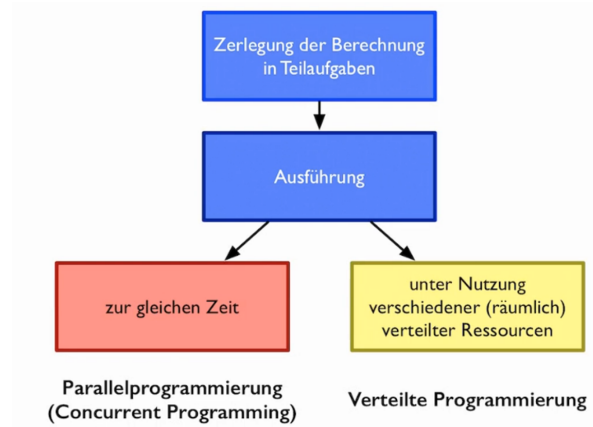 Zerlegung der Berechnung
in Teilaufgaben
Ausführung
zur gleichen Zeit
unter Nutzung
verschiedener (räumlich)
verteilter Ressourcen
Parallelprogrammierung
(Concurrent Programming)
Verteilte Programmierung